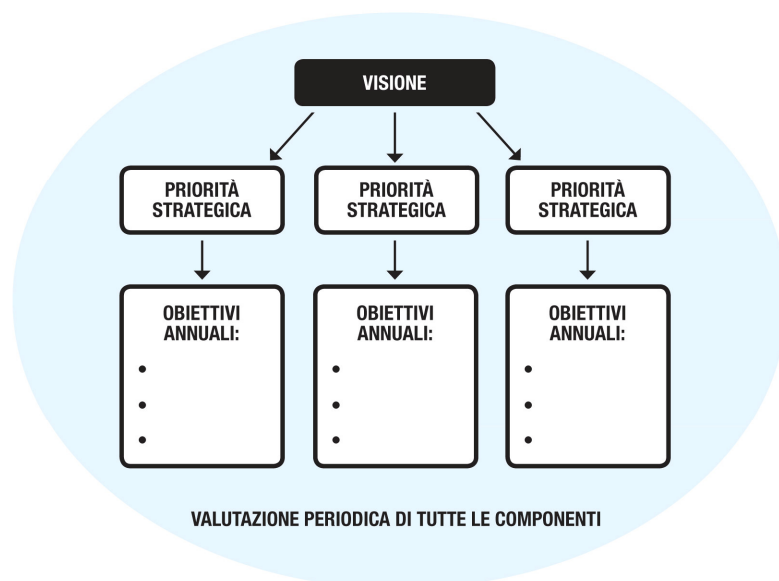 VISIONE
PRIORITÀ
STRATEGICA
PRIORITÀ
STRATEGICA
PRIORITÀ
STRATEGICA
OBIETTIVI
ANNUALI:
•
•
•
OBIETTIVI
ANNUALI:
•
•
•
OBIETTIVI
ANNUALI:
•
•
•
VALUTAZIONE PERIODICA DI TUTTE LE COMPONENTI